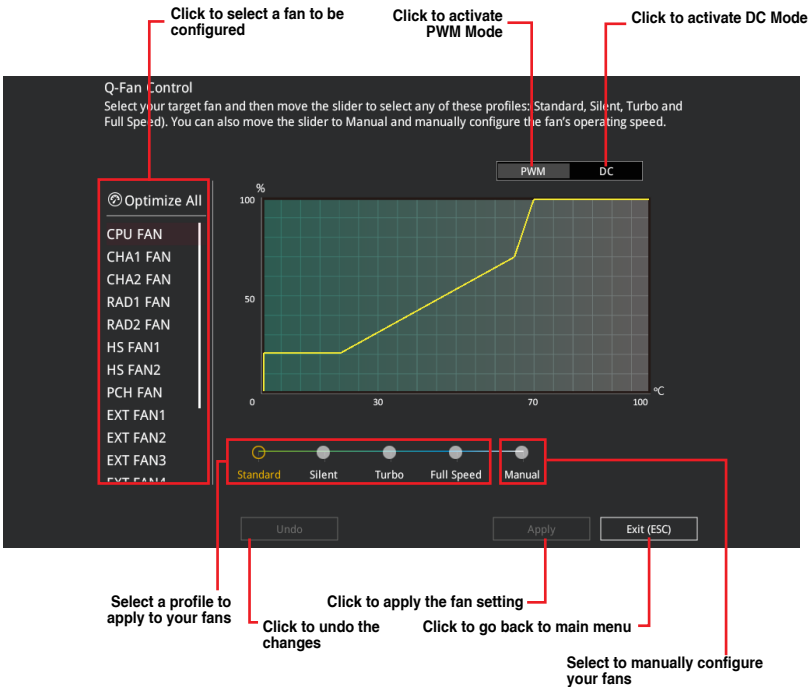 Click to select a fan to be
configured
Click to activate
PWM Mode
Click to activate DC Mode
Q-Fan Control
Select your target fan and then move the slider to select any of these profiles: Standard, Silent, Turbo and
Full Speed). You can also move the slider to Manual and manually configure the fan's operating speed.
PWM
DC
Optimize All
CPU FAN
CHA1 FAN
CHA2 FAN
RAD1 FAN
RAD2 FAN
HS FAN1
HS FAN2
PCH FAN
EXT FAN1
EXT FAN2
EXT FAN3
EXT FAN4
%
100
50
0
30
70
100
ºC
Standard
Silent
Turbo
Full Speed
Manual
Undo
Apply
Exit (ESC)
Select a profile to
apply to your fans
Click to undo the
changes
Click to apply the fan setting
Click to go back to main menu
Select to manually configure
your fans